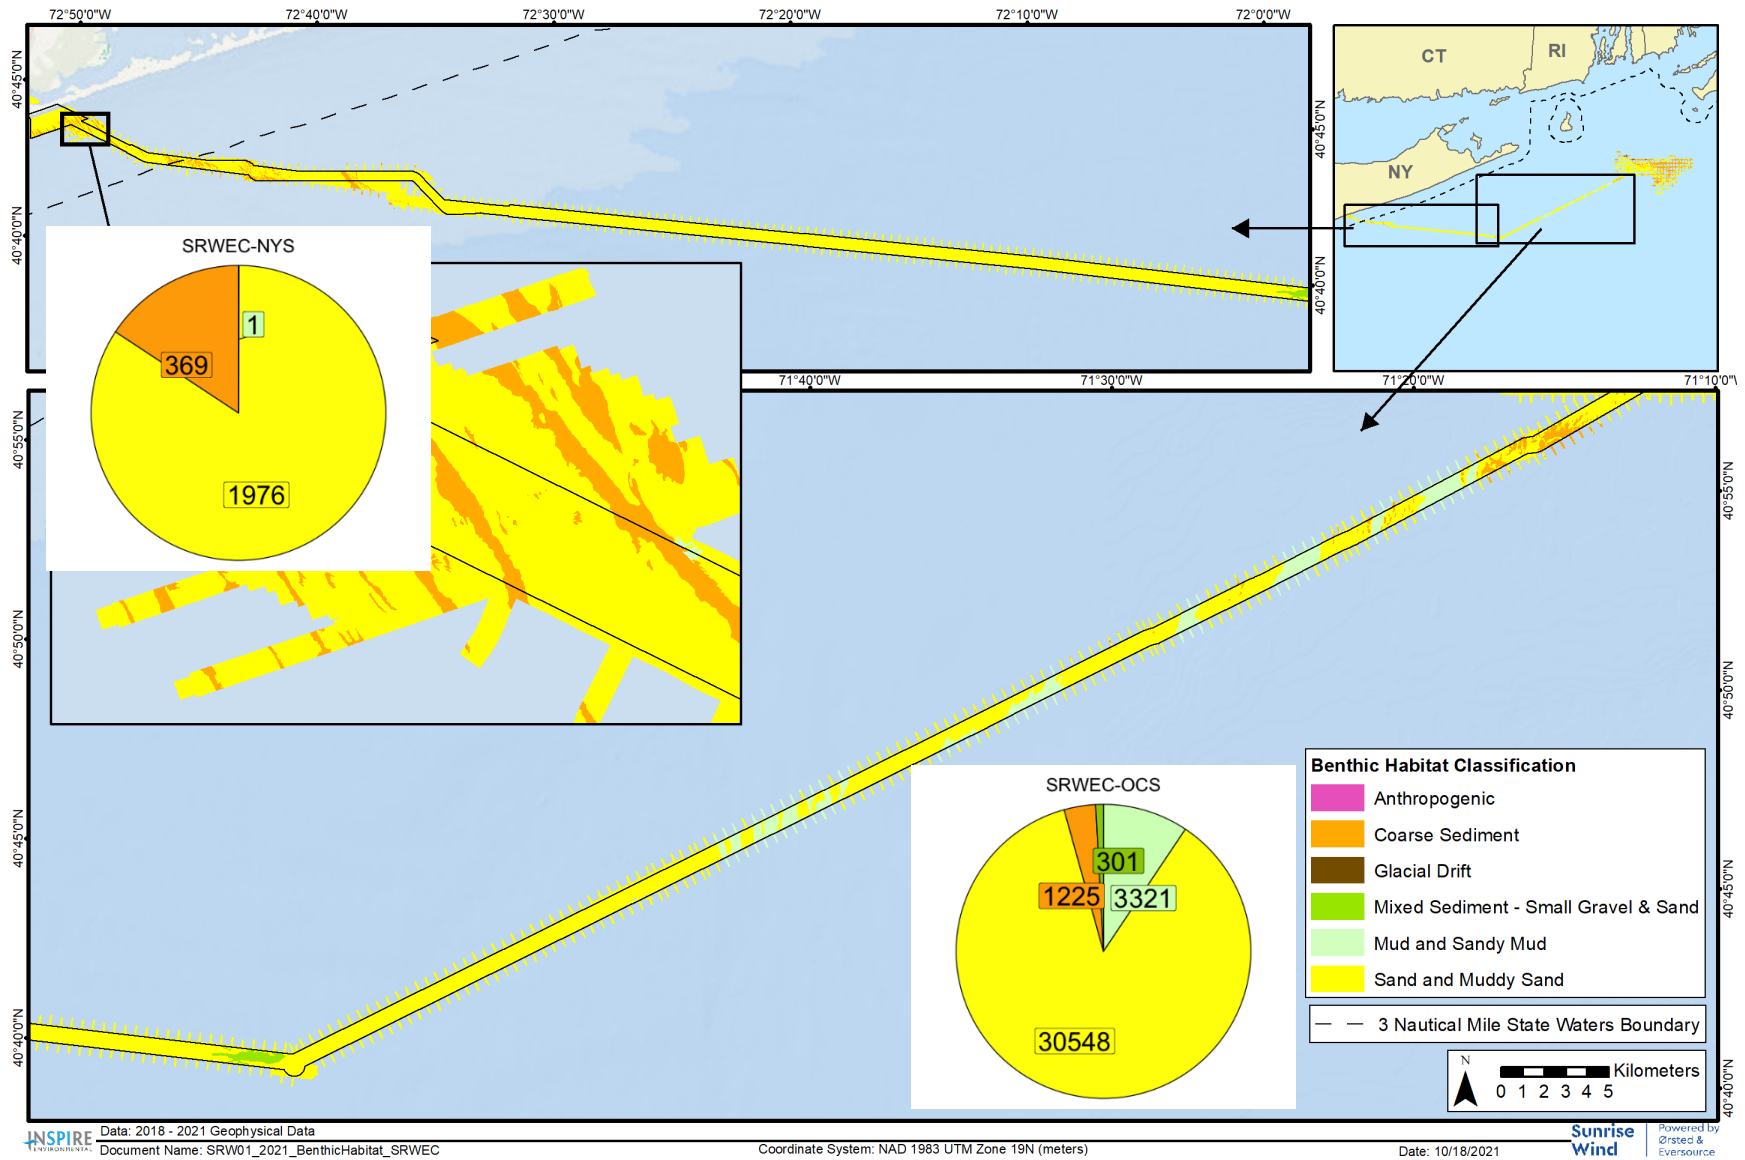 72°50'0"W 72°40'0"W 72°30'0"W 72°20'0"W 72°10'0"W 72°0'0"W
40°45'0"N
40°40'0"N
40°45'0"N
40°40'0"N
CT
RI
NY
SRWEC-NYS
1
369
1976
71°40'0"W 71°30'0"W 71°20'0"W 71°10'0"W
40°55'0"N
40°50'0"N
40°45'0"N
40°40'0"N
40°55'0"N
40°50'0"N
40°45'0"N
40°40'0"N
SRWEC-OCS
301
1225
3321
30548
Benthic Habitat Classification
Anthropogenic
Coarse Sediment
Glacial Drift
Mixed Sediment - Small Gravel & Sand
Mud and Sandy Mud
Sand and Muddy Sand
3 Nautical Mile State Waters Boundary
N
Kilometers
0 1 2 3 4 5
INSPIRE
ENVIRONMENTAL
Data: 2018 - 2021 Geophysical Data
Document Name: SRW01_2021_BenthicHabitat_SRWEC
Coordinate System: NAD 1983 UTM Zone 19N (meters)
Date: 10/18/2021
Sunrise
Wind
Powered by
Ørsted &
Eversource